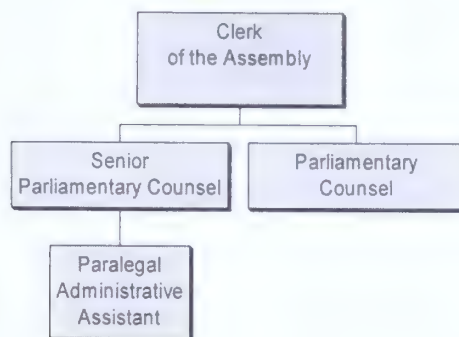 Clerk
of the Assembly
Senior
Parliamentary Counsel
Parliamentary
Counsel
Paralegal
Administrative
Assistant